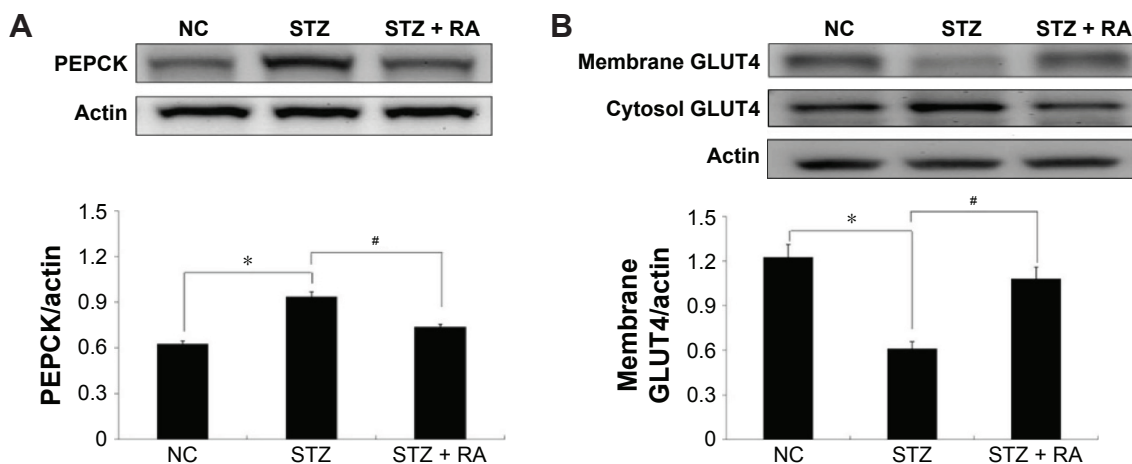 A
NC STZ STZ + RA
PEPCK
Actin
PEPCK/actin
1.5
1.2
0.9
0.6
0.3
0
*
#
NC STZ STZ + RA
B
NC STZ STZ + RA
Membrane GLUT4
Cytosol GLUT4
Actin
Membrane
GLUT4/actin
1.5
1.2
0.9
0.6
0.3
0
*
#
NC STZ STZ + RA